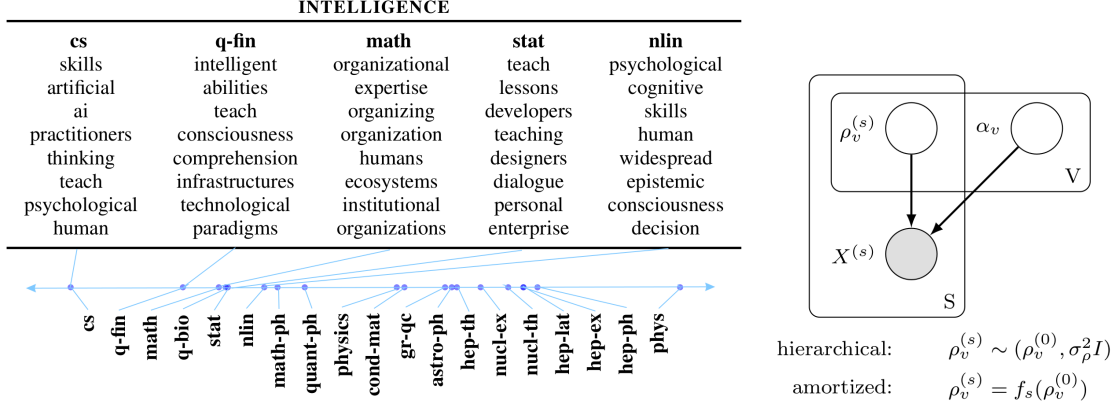 INTELLIGENCE
cs q-fin math stat nlin
skills intelligent organizational teach psychological
artificial abilities expertise lessons cognitive
ai teach organizing developers skills
practitioners consciousness organization teaching human
thinking comprehension humans designers widespread
teach infrastructures ecosystems dialogue epistemic
psychological technological institutional personal consciousness
human paradigms organizations enterprise decision
cs
q-fin
math
q-bio
stat
nlin
math-ph
quant-ph
physics
cond-mat
gr-qc
astro-ph
hep-th
nucl-ex
nucl-th
hep-lat
hep-ex
hep-ph
phys
ρ_v^{(s)}
α_v
V
X^{(s)}
S
hierarchical: ρ_v^{(s)} ∼ (ρ_v^{(0)}, σ_ρ^2 I)
amortized: ρ_v^{(s)} = f_s(ρ_v^{(0)})